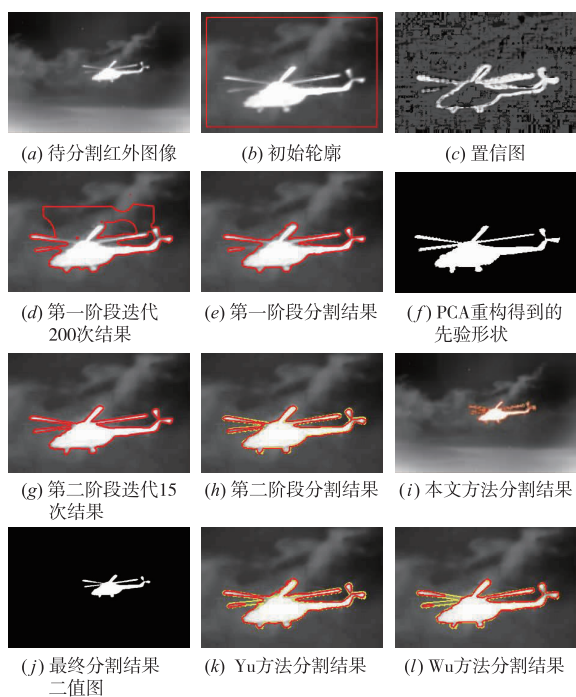 (a) 待分割红外图像
(b) 初始轮廓
(c) 置信图
(d) 第一阶段迭代
200次结果
(e) 第一阶段分割结果
(f) PCA重构得到的
先验形状
(g) 第二阶段迭代15
次结果
(h) 第二阶段分割结果
(i) 本文方法分割结果
(j) 最终分割结果
二值图
(k) Yu方法分割结果
(l) Wu方法分割结果